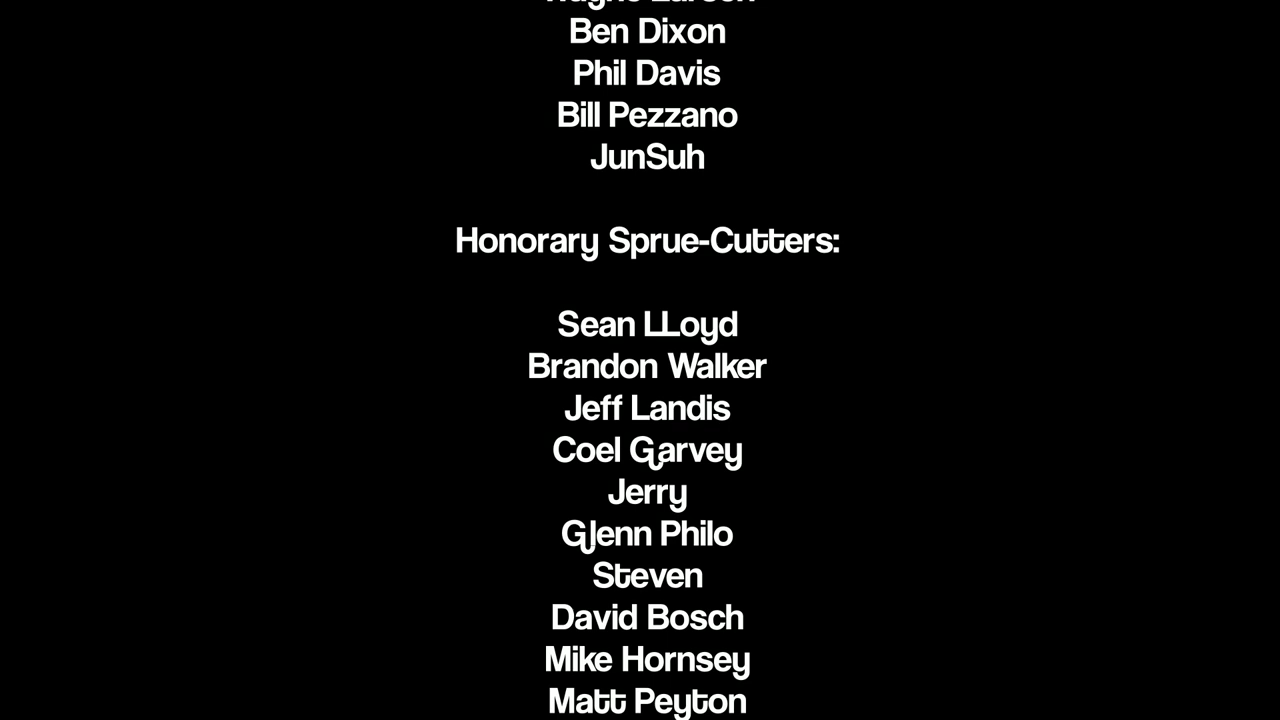 Ben Dixon
Phil Davis
Bill Pezzano
JunSuh
Honorary Sprue-Cutters:
Sean LLoyd
Brandon Walker
Jeff Landis
Coel Garvey
Jerry
Glenn Philo
Steven
David Bosch
Mike Hornsey
Matt Peyton